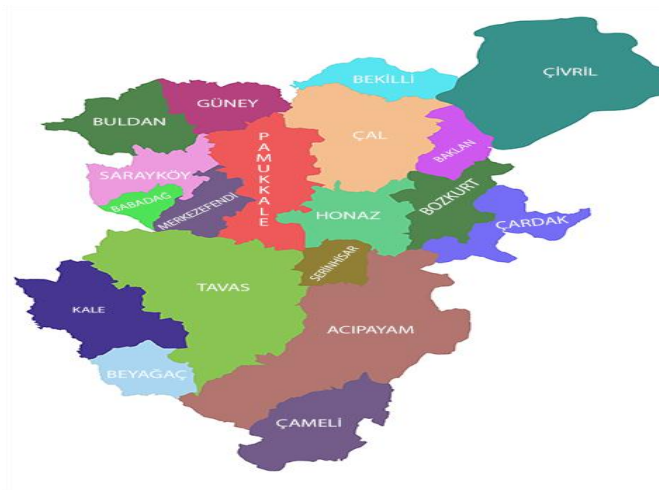 ÇİVRİL
BEKİLLİ
GÜNEY
BULDAN
PAMUKKALE
ÇAL
BAKLAN
SARAYKÖY
BABADAĞ
MERKEZEFENDİ
HONAZ
BOZKURT
ÇARDAK
SERİNHİSAR
TAVAS
KALE
ACIPAYAM
BEYAĞAÇ
ÇAMELİ